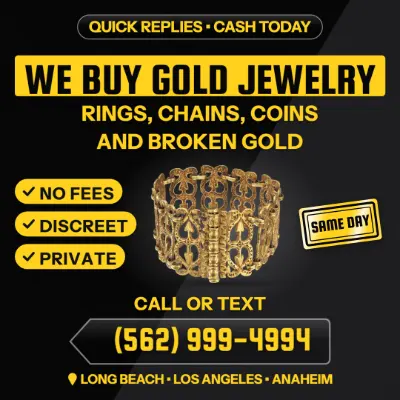 QUICK REPLIES ▪ CASH TODAY
WE BUY GOLD JEWELRY
RINGS, CHAINS, COINS
AND BROKEN GOLD
✓ NO FEES
✓ DISCREET
✓ PRIVATE
SAME DAY
CALL OR TEXT
(562) 999-4994
LONG BEACH ▪ LOS ANGELES ▪ ANAHEIM